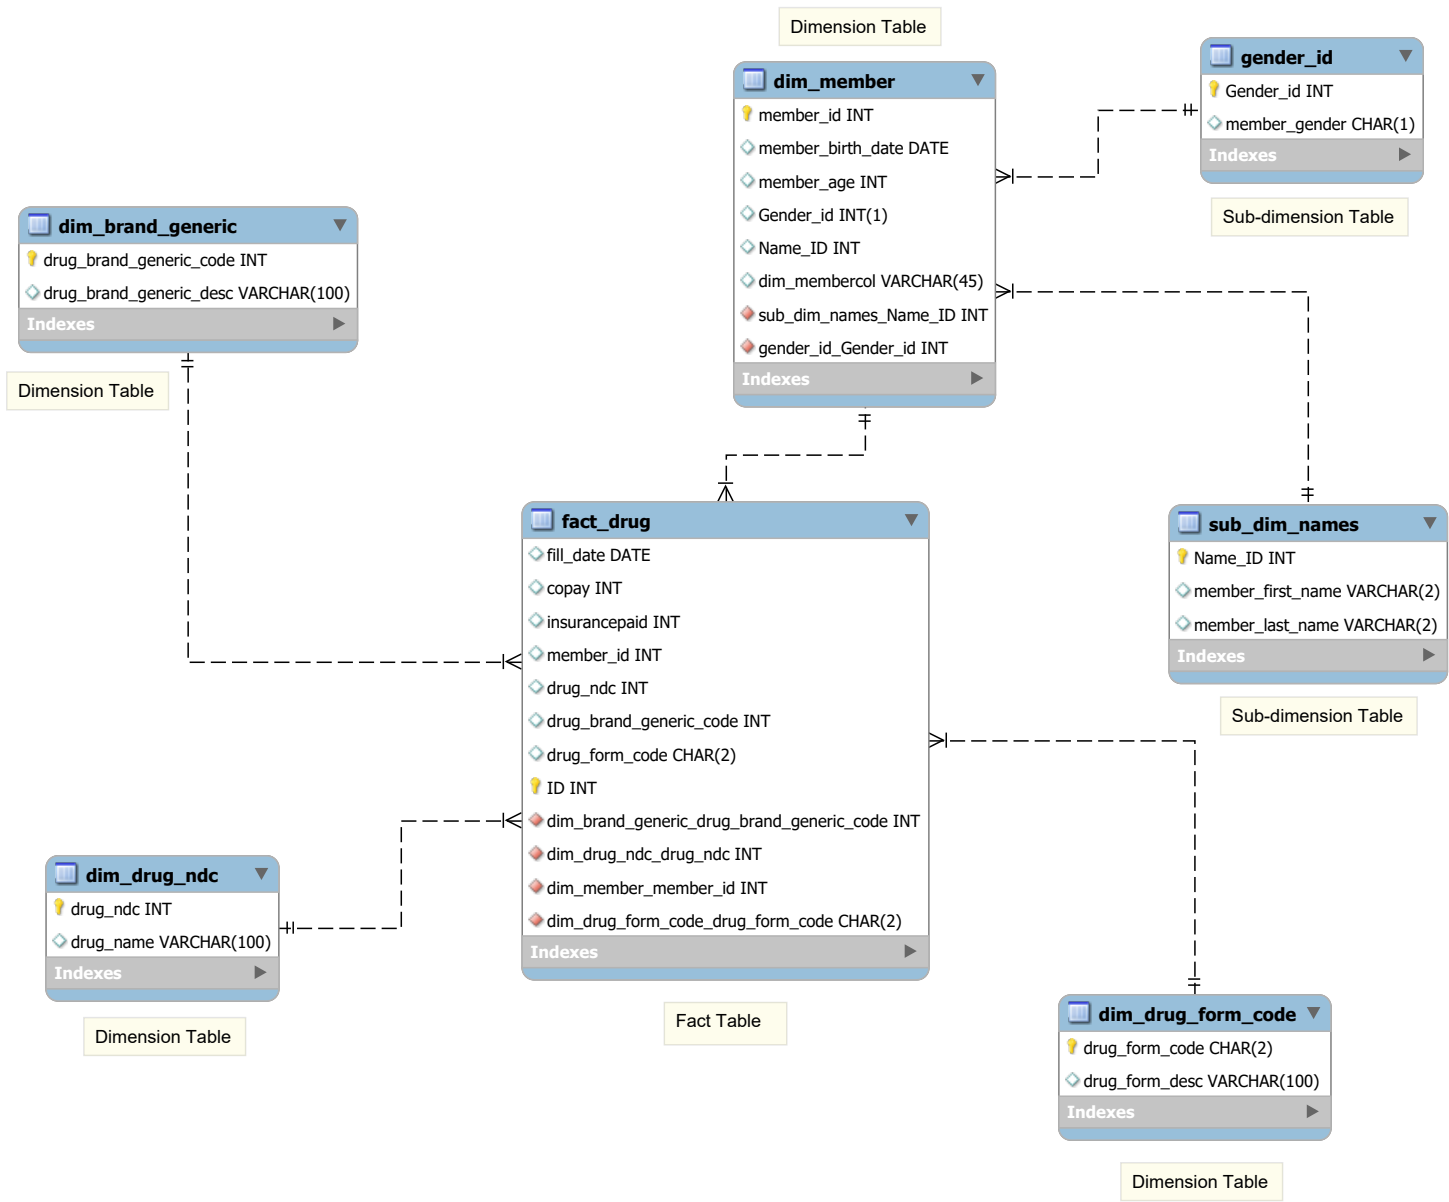 Dimension Table
dim_member
member_id INT
member_birth_date DATE
member_age INT
Gender_id INT(1)
Name_ID INT
dim_membercol VARCHAR(45)
sub_dim_names_Name_ID INT
gender_id_Gender_id INT
Indexes
gender_id
Gender_id INT
member_gender CHAR(1)
Indexes
Sub-dimension Table
dim_brand_generic
drug_brand_generic_code INT
drug_brand_generic_desc VARCHAR(100)
Indexes
Dimension Table
fact_drug
fill_date DATE
copay INT
insurancepaid INT
member_id INT
drug_ndc INT
drug_brand_generic_code INT
drug_form_code CHAR(2)
ID INT
dim_brand_generic_drug_brand_generic_code INT
dim_drug_ndc_drug_ndc INT
dim_member_member_id INT
dim_drug_form_code_drug_form_code CHAR(2)
Indexes
Fact Table
sub_dim_names
Name_ID INT
member_first_name VARCHAR(2)
member_last_name VARCHAR(2)
Indexes
Sub-dimension Table
dim_drug_ndc
drug_ndc INT
drug_name VARCHAR(100)
Indexes
Dimension Table
dim_drug_form_code
drug_form_code CHAR(2)
drug_form_desc VARCHAR(100)
Indexes
Dimension Table